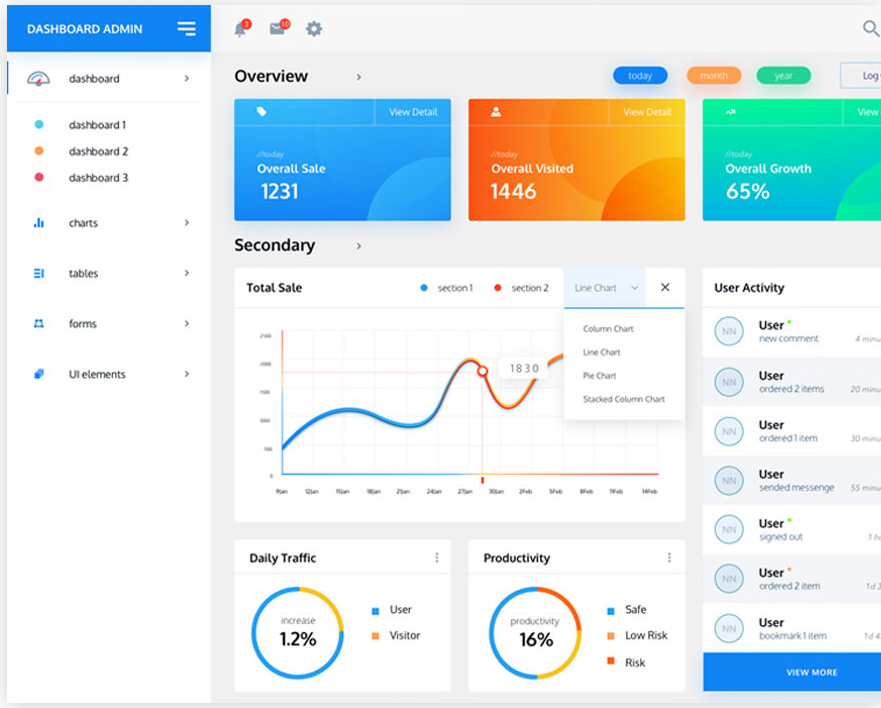 DASHBOARD ADMIN
3
10
dashboard
dashboard 1
dashboard 2
dashboard 3
charts
tables
forms
UI elements
Overview
today
month
year
Log
View Detail
//today
Overall Sale
1231
View Detail
//today
Overall Visited
1446
View
//today
Overall Growth
65%
Secondary
Total Sale
section 1
section 2
Line Chart
Column Chart
Line Chart
Pie Chart
Stacked Column Chart
1830
2500
2000
1500
1000
500
0
9Jan
12Jan
15Jan
18Jan
21Jan
24Jan
27Jan
30Jan
2Feb
5Feb
8Feb
11Feb
14Feb
User Activity
NN
User
new comment
4 minu
NN
User
ordered 2 items
20 minu
NN
User
ordered 1 item
30 minu
NN
User
sended messenge
55 minu
NN
User
signed out
1 h
NN
User
ordered 2 item
1d 3
NN
User
bookmark 1 item
1d 4
VIEW MORE
Daily Traffic
increase
1.2%
User
Visitor
Productivity
productivity
16%
Safe
Low Risk
Risk